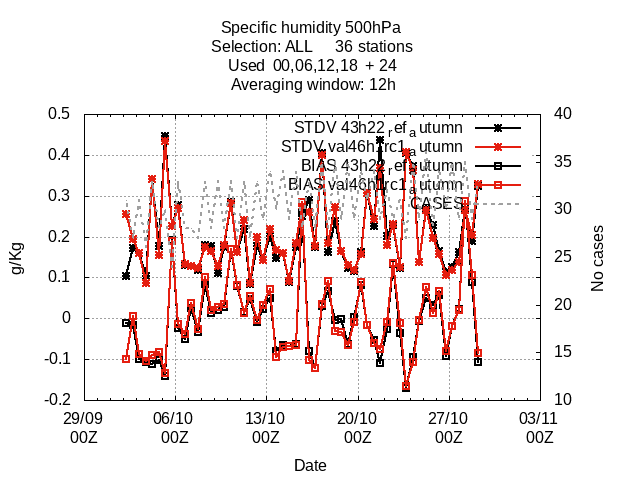 Specific humidity 500hPa
Selection: ALL 36 stations
Used 00,06,12,18 + 24
Averaging window: 12h
0.5
0.4
0.3
0.2
0.1
0
-0.1
-0.2
g/Kg
40
35
30
25
20
15
10
No cases
STDV 43h22_ref_autumn
STDV val46h1rc1_autumn
BIAS 43h22_ref_autumn
BIAS val46h1rc1_autumn
CASES
29/09 00Z
06/10 00Z
13/10 00Z
20/10 00Z
27/10 00Z
03/11 00Z
Date